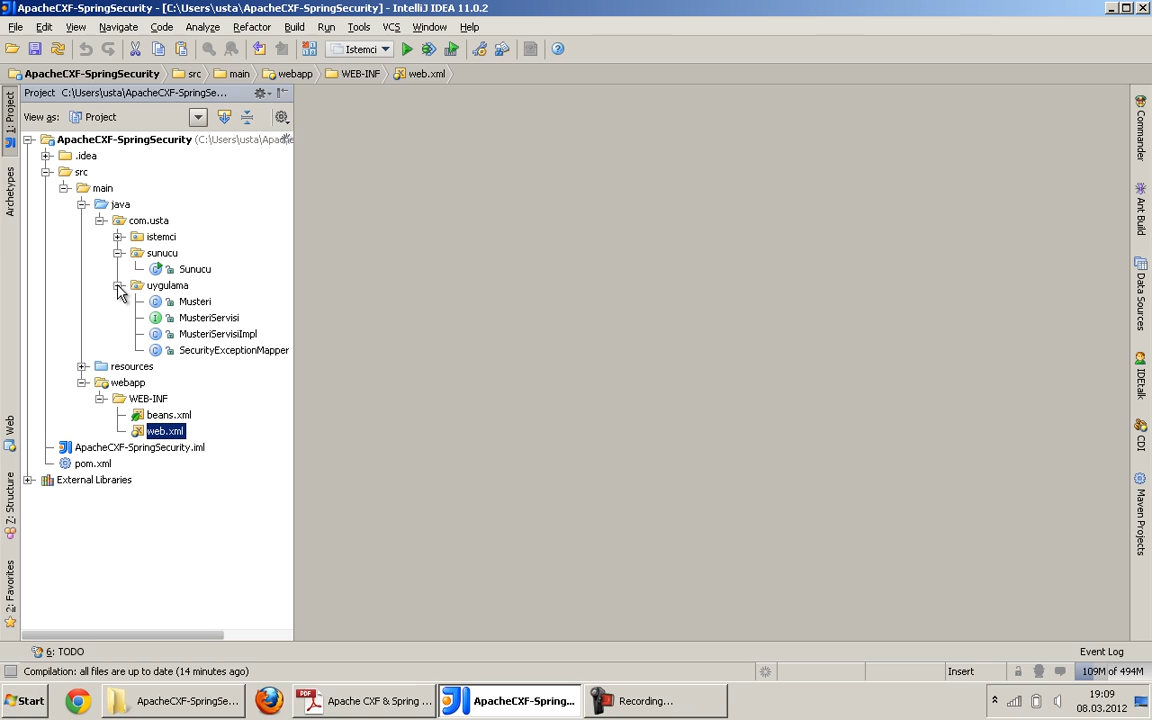 ApacheCXF-SpringSecurity - [C:\Users\usta\ApacheCXF-SpringSecurity] - IntelliJ IDEA 11.0.2
File Edit View Navigate Code Analyze Refactor Build Run Tools VCS Window Help
Istemci
ApacheCXF-SpringSecurity src main webapp WEB-INF web.xml
Project C:\Users\usta\ApacheCXF-SpringSe...
View as: Project
ApacheCXF-SpringSecurity (C:\Users\usta\Apache
.idea
src
main
java
com.usta
istemci
sunucu
Sunucu
uygulama
Musteri
MusteriServisi
MusteriServisiImpl
SecurityExceptionMapper
resources
webapp
WEB-INF
beans.xml
web.xml
ApacheCXF-SpringSecurity.iml
pom.xml
External Libraries
1: Project
Archetypes
Web
Z: Structure
2: Favorites
Commander
Ant Build
Data Sources
IDEtalk
CDI
Maven Projects
6: TODO
Event Log
Compilation: all files are up to date (14 minutes ago)
Insert
109M of 494M
Start
ApacheCXF-SpringSe...
Apache CXF & Spring ...
ApacheCXF-Spring...
Recording...
19:09
08.03.2012